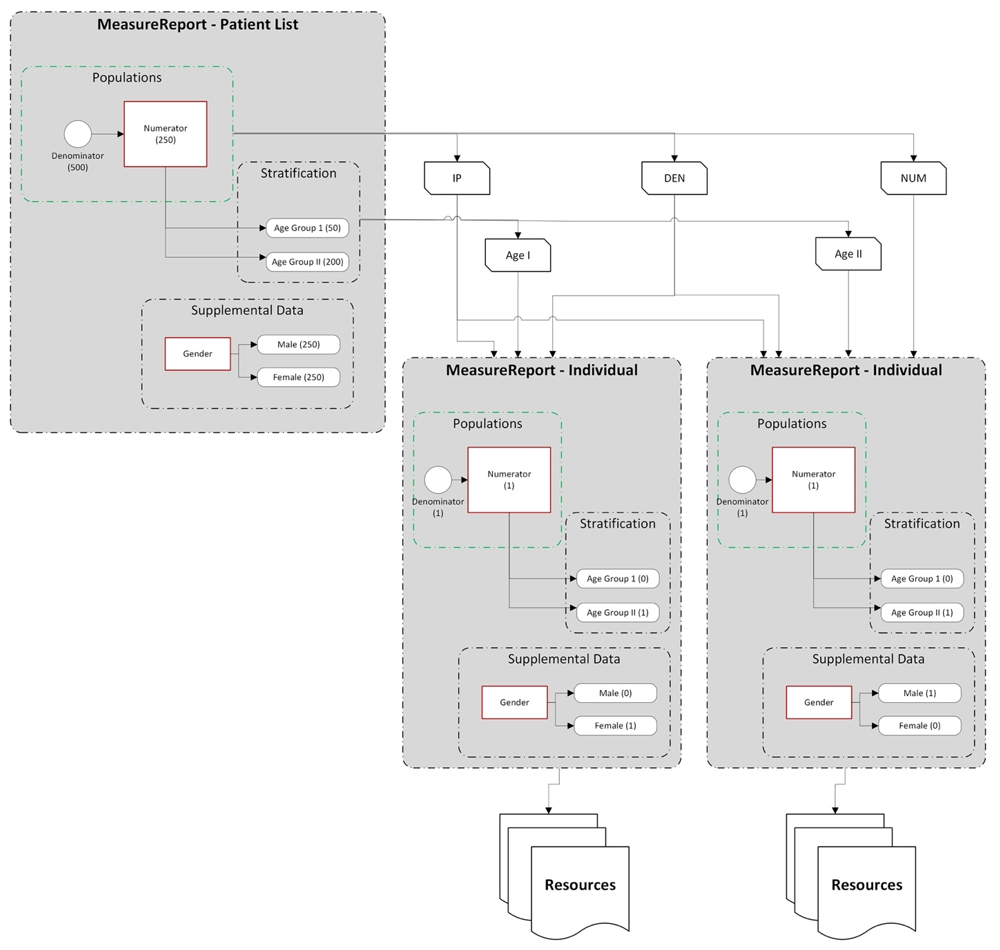 MeasureReport - Patient List
Populations
Numerator
(250)
Denominator
(500)
Stratification
Age Group 1 (50)
Age Group II (200)
Supplemental Data
Gender
Male (250)
Female (250)
IP
DEN
NUM
Age I
Age II
MeasureReport - Individual
Populations
Numerator
(1)
Denominator
(1)
Stratification
Age Group 1 (0)
Age Group II (1)
Supplemental Data
Gender
Male (0)
Female (1)
Resources
MeasureReport - Individual
Populations
Numerator
(1)
Denominator
(1)
Stratification
Age Group 1 (0)
Age Group II (1)
Supplemental Data
Gender
Male (1)
Female (0)
Resources